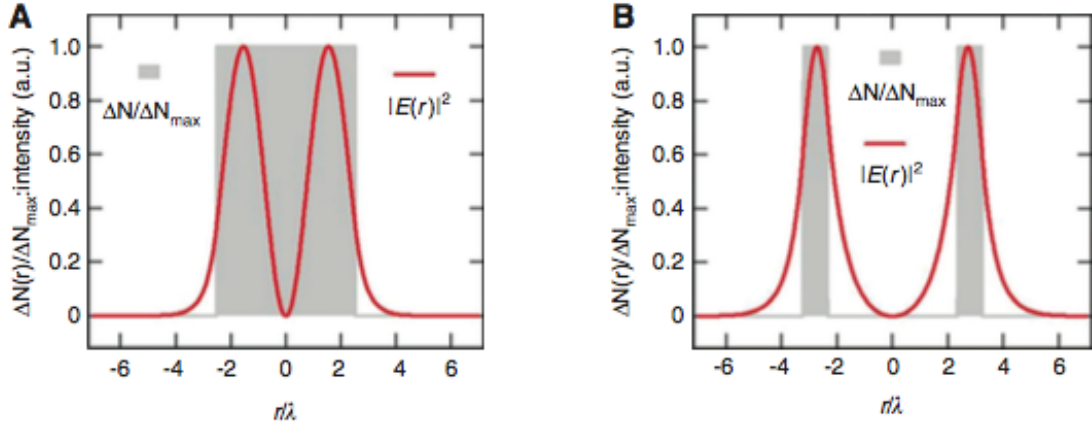 A
ΔN(r)/ΔNmax:intensity (a.u.)
1.0
0.8
0.6
0.4
0.2
0
ΔN/ΔNmax
|E(r)|²
-6 -4 -2 0 2 4 6
r/λ
B
ΔN(r)/ΔNmax:intensity (a.u.)
1.0
0.8
0.6
0.4
0.2
0
ΔN/ΔNmax
|E(r)|²
-6 -4 -2 0 2 4 6
r/λ